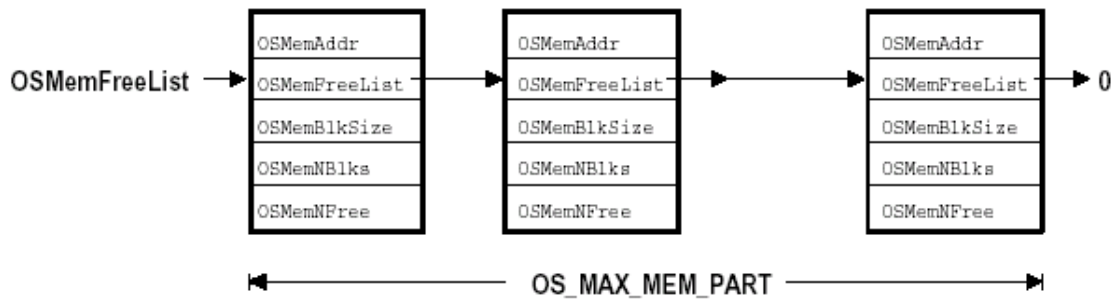 OSMemAddr OSMemAddr OSMemAddr
OSMemFreeList OSMemFreeList OSMemFreeList OSMemFreeList 0
OSMemBlkSize OSMemBlkSize OSMemBlkSize
OSMemNBlks OSMemNBlks OSMemNBlks
OSMemNFree OSMemNFree OSMemNFree
OS_MAX_MEM_PART